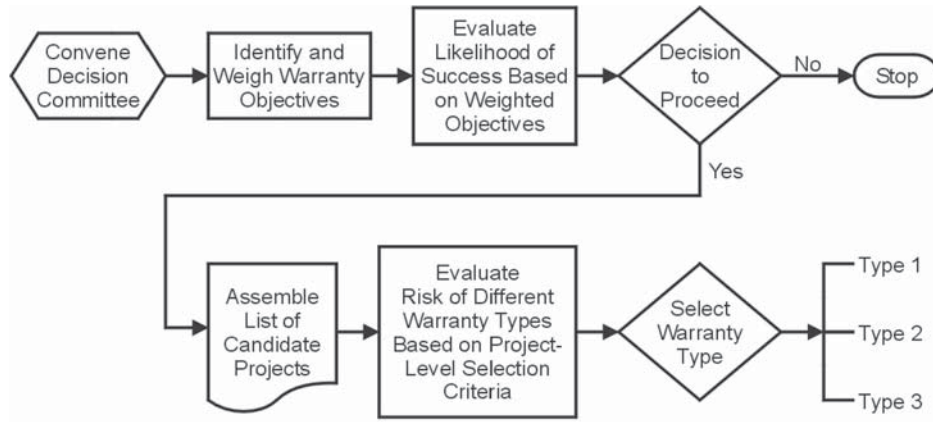 Convene
Decision
Committee
Identify and
Weigh Warranty
Objectives
Evaluate
Likelihood of
Success Based
on Weighted
Objectives
Decision
to
Proceed
No
Stop
Yes
Assemble
List of
Candidate
Projects
Evaluate
Risk of Different
Warranty Types
Based on Project-
Level Selection
Criteria
Select
Warranty
Type
Type 1
Type 2
Type 3